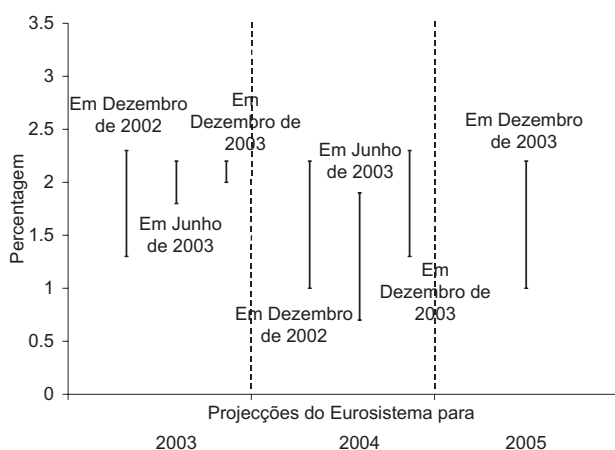 3.5
3
2.5
2
1.5
1
0.5
0
Percentagem
Em Dezembro
de 2002
Em Junho
de 2003
Em
Dezembro de
2003
Em Dezembro
de 2002
Em Junho
de 2003
Em
Dezembro de
2003
Em Dezembro
de 2003
Projecções do Eurosistema para
2003
2004
2005